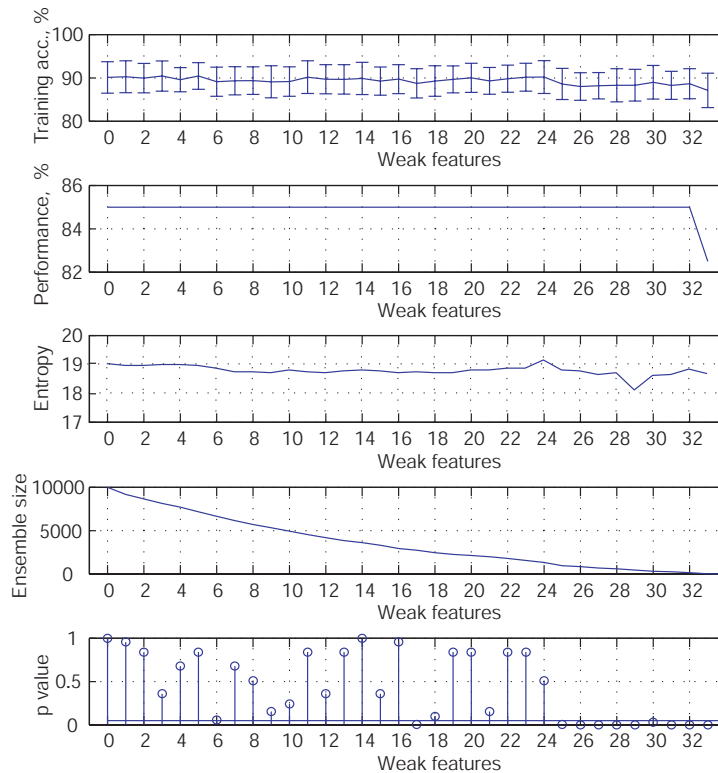 Training acc., %
100
90
80
0 2 4 6 8 10 12 14 16 18 20 22 24 26 28 30 32
Weak features
Performance, %
86
84
82
0 2 4 6 8 10 12 14 16 18 20 22 24 26 28 30 32
Weak features
Entropy
20
19
18
17
0 2 4 6 8 10 12 14 16 18 20 22 24 26 28 30 32
Weak features
Ensemble size
10000
5000
0
0 2 4 6 8 10 12 14 16 18 20 22 24 26 28 30 32
Weak features
p value
1
0.5
0
0 2 4 6 8 10 12 14 16 18 20 22 24 26 28 30 32
Weak features